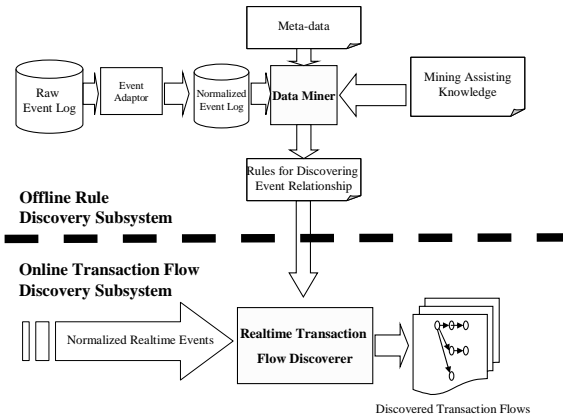 Meta-data
Raw
Event Log
Event
Adaptor
Normalized
Event Log
Data Miner
Mining Assisting
Knowledge
Rules for Discovering
Event Relationship
Offline Rule
Discovery Subsystem
Online Transaction Flow
Discovery Subsystem
Normalized Realtime Events
Realtime Transaction
Flow Discoverer
Discovered Transaction Flows